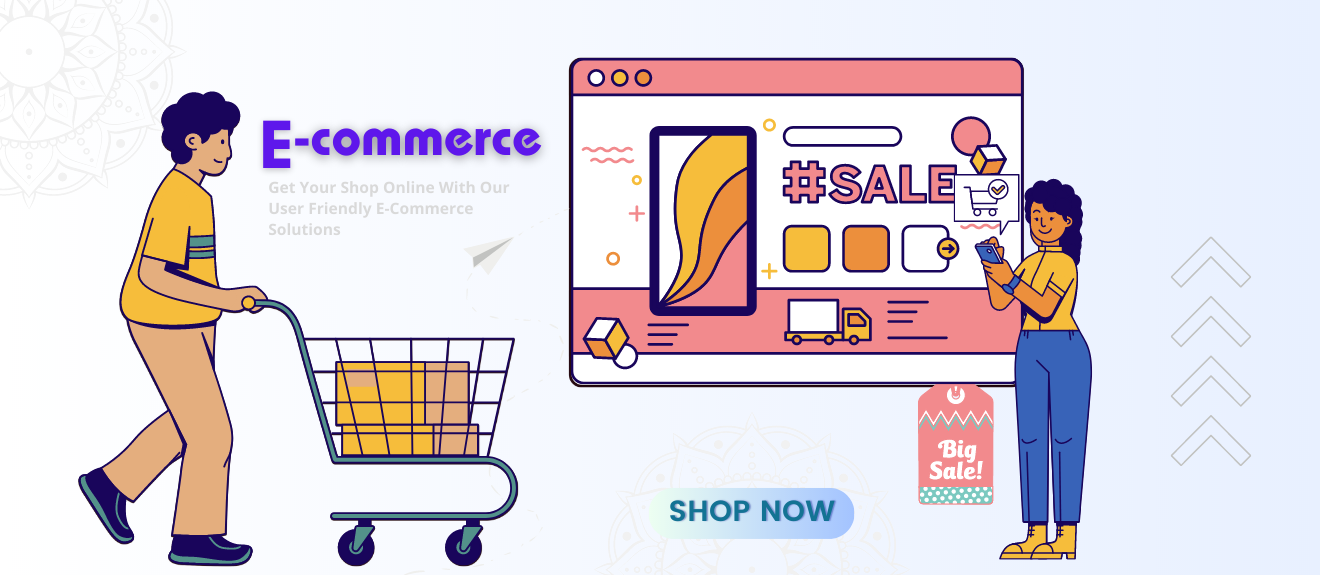 E-commerce
Get Your Shop Online With Our
User Friendly E-Commerce
Solutions
#SALE
Big
Sale!
SHOP NOW